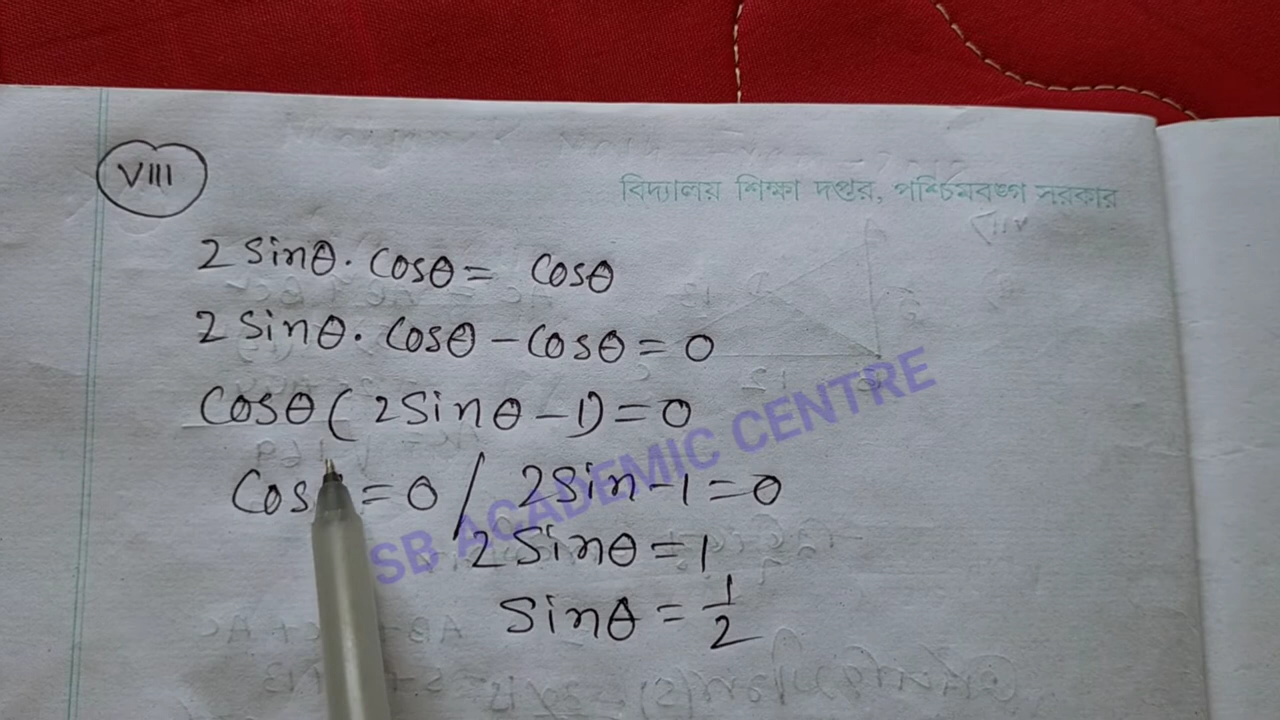 VIII
বিদ্যালয় শিক্ষা দপ্তর, পশ্চিমবঙ্গ সরকার
2 sinθ. cosθ = cosθ
2 sinθ. cosθ - cosθ = 0
cosθ (2sinθ - 1) = 0
cos = 0 / 2sin - 1 = 0
2 sinθ = 1
sinθ = 1/2
SB ACADEMIC CENTRE